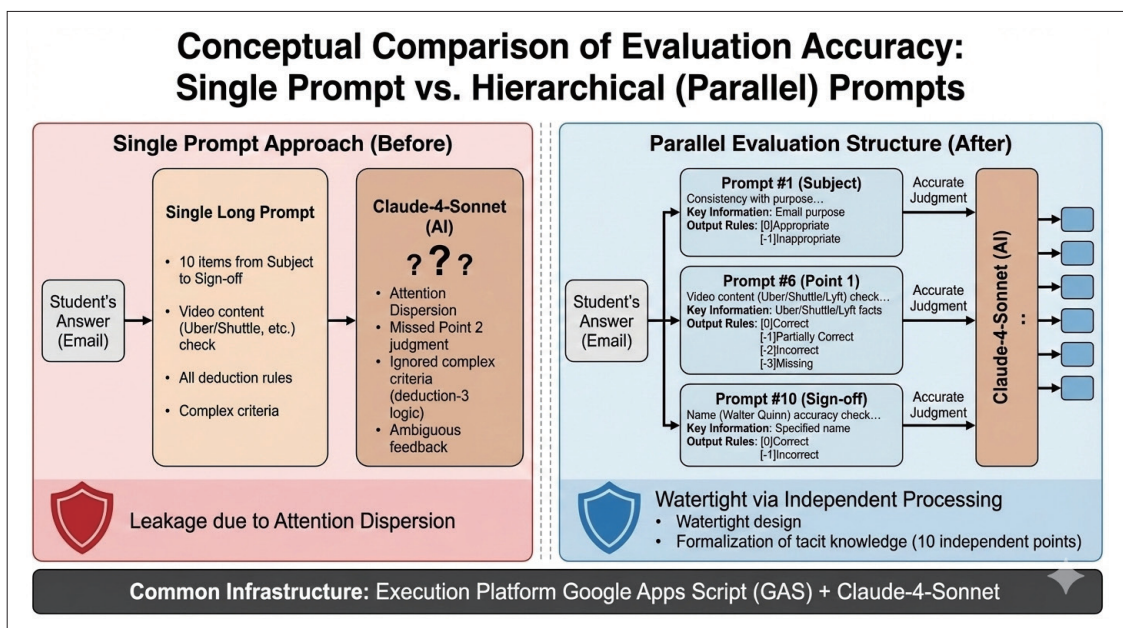 Conceptual Comparison of Evaluation Accuracy:
Single Prompt vs. Hierarchical (Parallel) Prompts
Single Prompt Approach (Before)
Student's
Answer
(Email)
Single Long Prompt
• 10 items from Subject
to Sign-off
• Video content
(Uber/Shuttle, etc.)
check
• All deduction rules
• Complex criteria
Claude-4-Sonnet
(AI)
? ? ?
• Attention
Dispersion
• Missed Point 2
judgment
• Ignored complex
criteria
(deduction-3
logic)
• Ambiguous
feedback
Leakage due to Attention Dispersion
Parallel Evaluation Structure (After)
Student's
Answer
(Email)
Prompt #1 (Subject)
Consistency with purpose...
Key Information: Email purpose
Output Rules: [0]Appropriate
[-1]Inappropriate
Accurate
Judgment
Prompt #6 (Point 1)
Video content (Uber/Shuttle/Lyft) check...
Key Information: Uber/Shuttle/Lyft facts
Output Rules: [0]Correct
[-1]Partially Correct
[-2]Incorrect
[-3]Missing
Accurate
Judgment
Prompt #10 (Sign-off)
Name (Walter Quinn) accuracy check...
Key Information: Specified name
Output Rules: [0]Correct
[-1]Incorrect
Accurate
Judgment
Claude-4-Sonnet (AI)
..
Watertight via Independent Processing
• Watertight design
• Formalization of tacit knowledge (10 independent points)
Common Infrastructure: Execution Platform Google Apps Script (GAS) + Claude-4-Sonnet